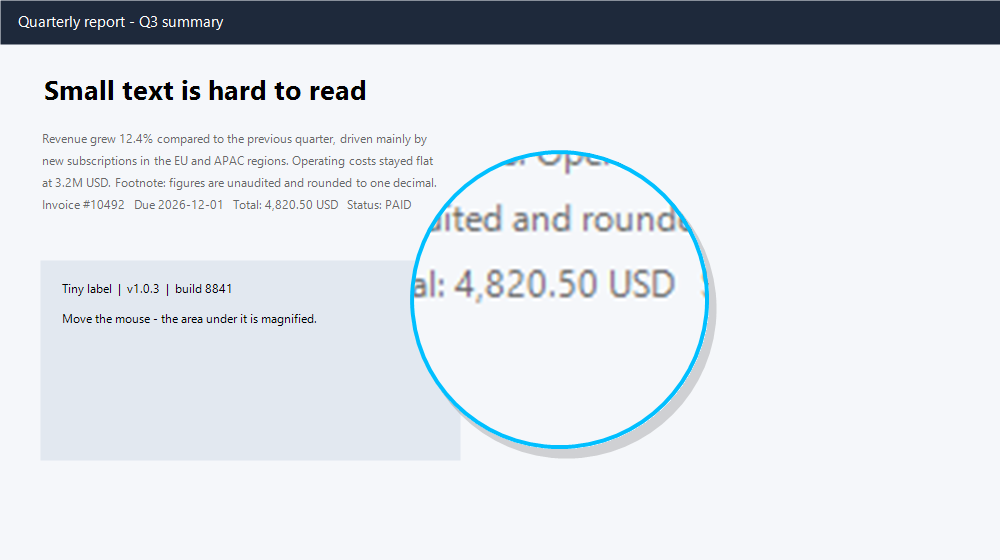 Quarterly report - Q3 summary
Small text is hard to read
Revenue grew 12.4% compared to the previous quarter, driven mainly by
new subscriptions in the EU and APAC regions. Operating costs stayed flat
at 3.2M USD. Footnote: figures are unaudited and rounded to one decimal.
Invoice #10492   Due 2026-12-01   Total: 4,820.50 USD   Status: PAID
Tiny label | v1.0.3 | build 8841
Move the mouse - the area under it is magnified.
dited and round
al: 4,820.50 USD